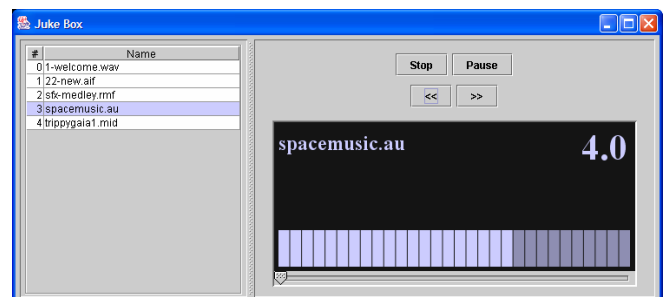 Juke Box
# Name
0 1-welcome.wav
1 22-new.aif
2 sfx-medley.rmf
3 spacemusic.au
4 trippygaia1.mid
Stop Pause
<< >>
spacemusic.au 4.0